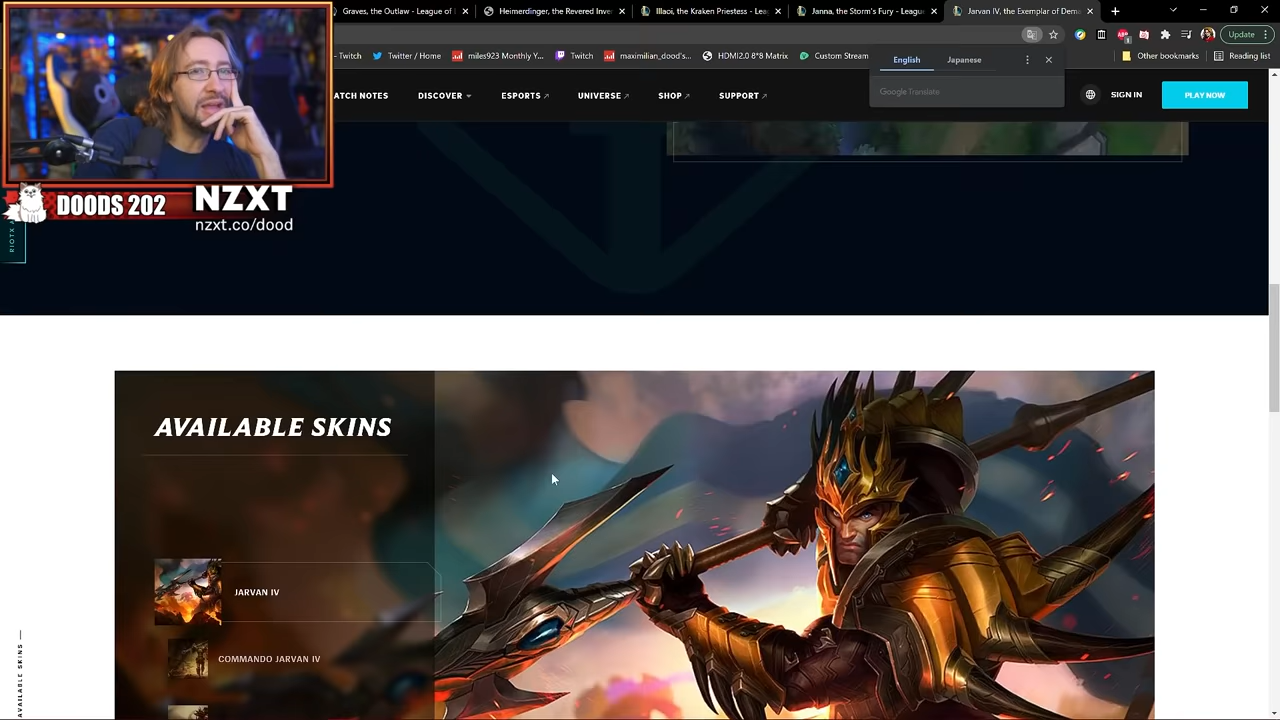 Graves, the Outlaw - League of
Heimerdinger, the Revered Inve
Illaoi, the Kraken Priestess - Lea
Janna, the Storm's Fury - Leagu
Jarvan IV, the Exemplar of Dema
Update
- Twitch
Twitter / Home
miles923 Monthly Y...
Twitch
maximilian_dood's...
HDMI2.0 8*8 Matrix
Custom Stream
Other bookmarks
Reading list
English
Japanese
Google Translate
ATCH NOTES
DISCOVER
ESPORTS
UNIVERSE
SHOP
SUPPORT
SIGN IN
PLAY NOW
DOODS 202
NZXT
nzxt.co/dood
RIOTX
AVAILABLE SKINS
JARVAN IV
COMMANDO JARVAN IV
AVAILABLE SKINS —